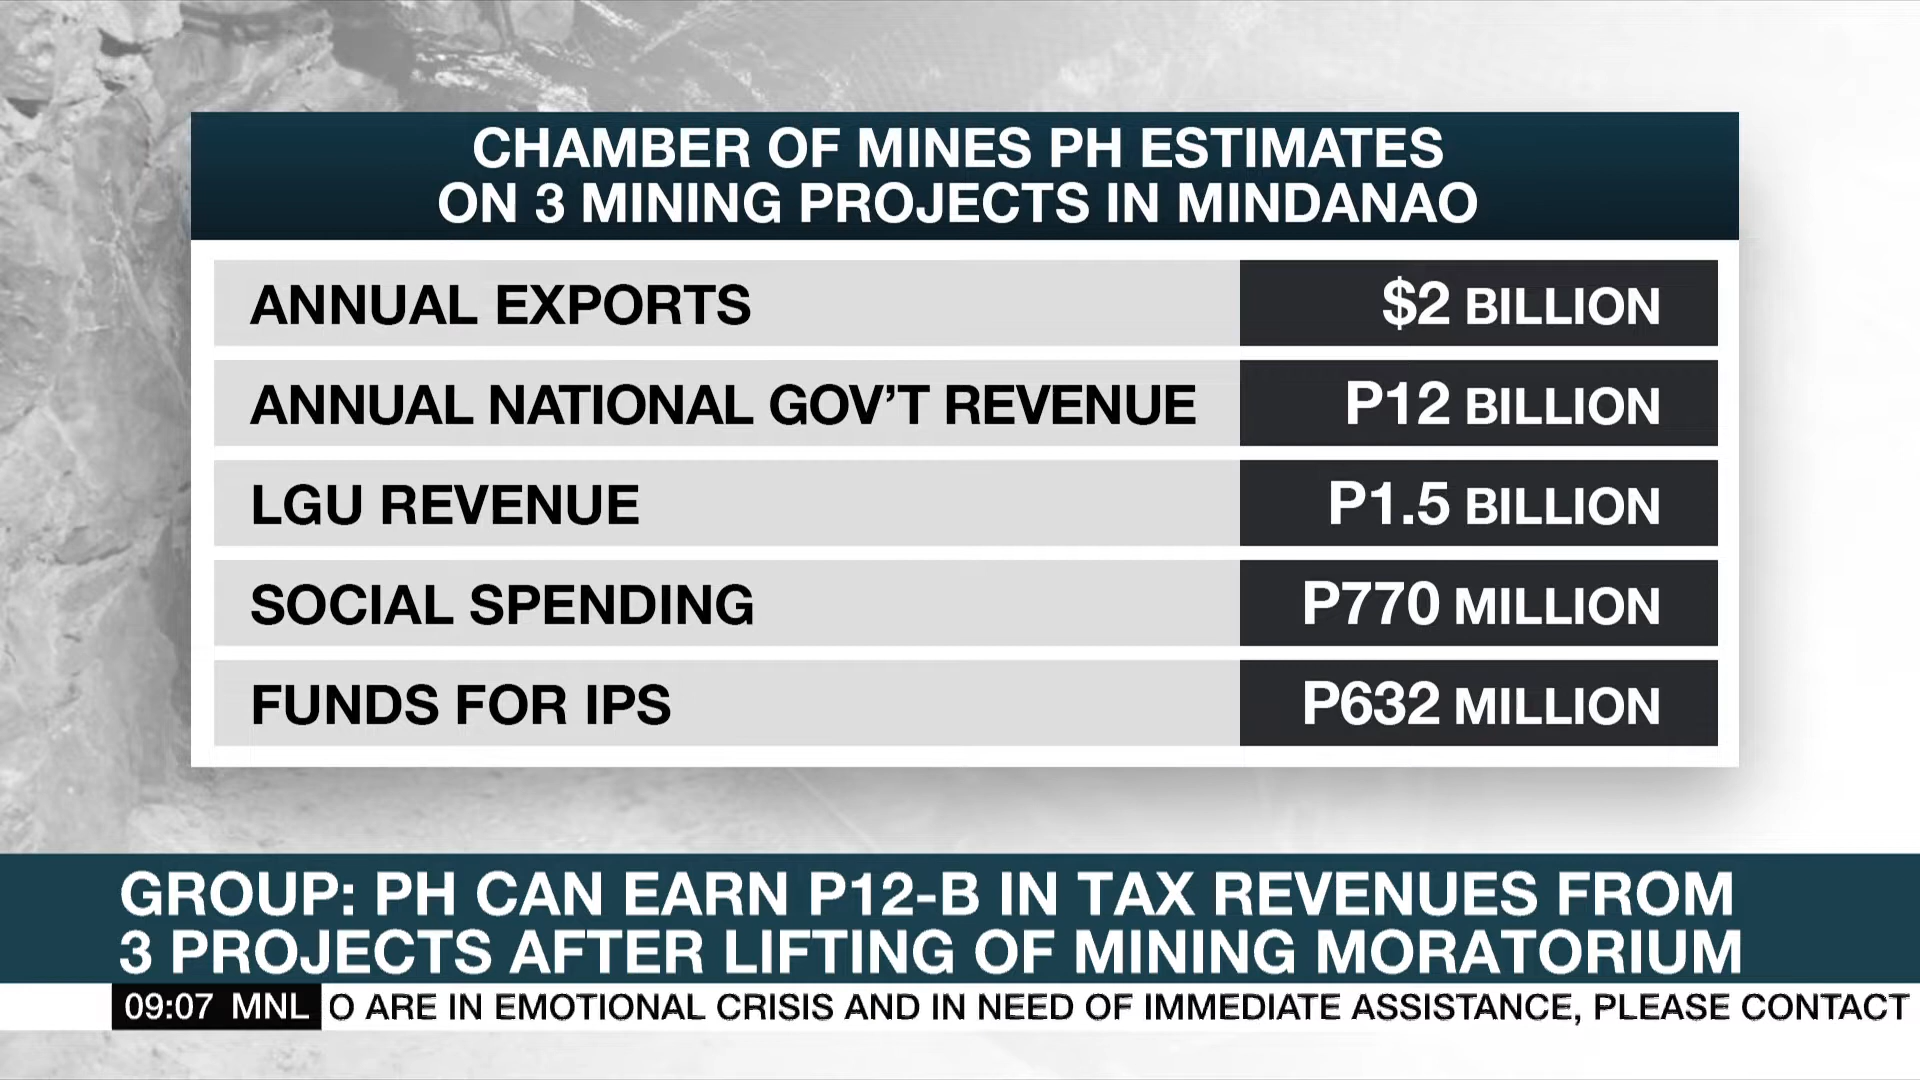 CHAMBER OF MINES PH ESTIMATES
ON 3 MINING PROJECTS IN MINDANAO
ANNUAL EXPORTS $2 BILLION
ANNUAL NATIONAL GOV'T REVENUE P12 BILLION
LGU REVENUE P1.5 BILLION
SOCIAL SPENDING P770 MILLION
FUNDS FOR IPS P632 MILLION
GROUP: PH CAN EARN P12-B IN TAX REVENUES FROM
3 PROJECTS AFTER LIFTING OF MINING MORATORIUM
09:07 MNL O ARE IN EMOTIONAL CRISIS AND IN NEED OF IMMEDIATE ASSISTANCE, PLEASE CONTACT